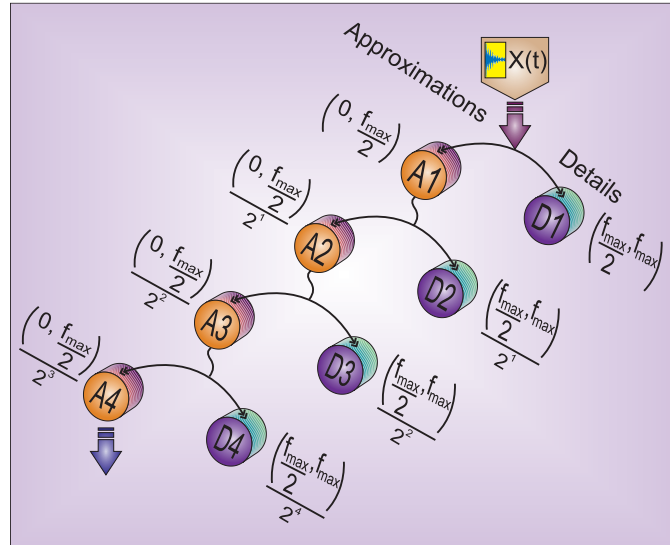 X(t)
Approximations
Details
(0, f_max/2)
A1
D1
(f_max/2, f_max)
(0, f_max/2)/2^1
A2
D2
(f_max/2, f_max)/2^1
(0, f_max/2)/2^2
A3
D3
(f_max/2, f_max)/2^2
(0, f_max/2)/2^3
A4
D4
(f_max/2, f_max)/2^4